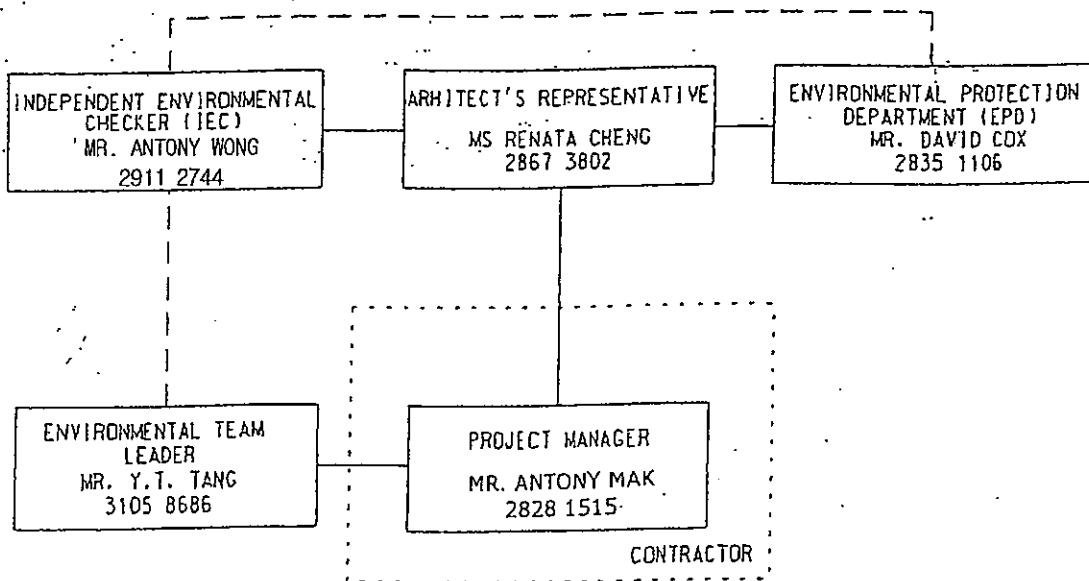 INDEPENDENT ENVIRONMENTAL
CHECKER (IEC)
MR. ANTONY WONG
2911 2744
ARHITECT'S REPRESENTATIVE
MS RENATA CHENG
2867 3802
ENVIRONMENTAL PROTECTION
DEPARTMENT (EPD)
MR. DAVID COX
2835 1106
ENVIRONMENTAL TEAM
LEADER
MR. Y.T. TANG
3105 8686
PROJECT MANAGER
MR. ANTONY MAK
2828 1515
CONTRACTOR